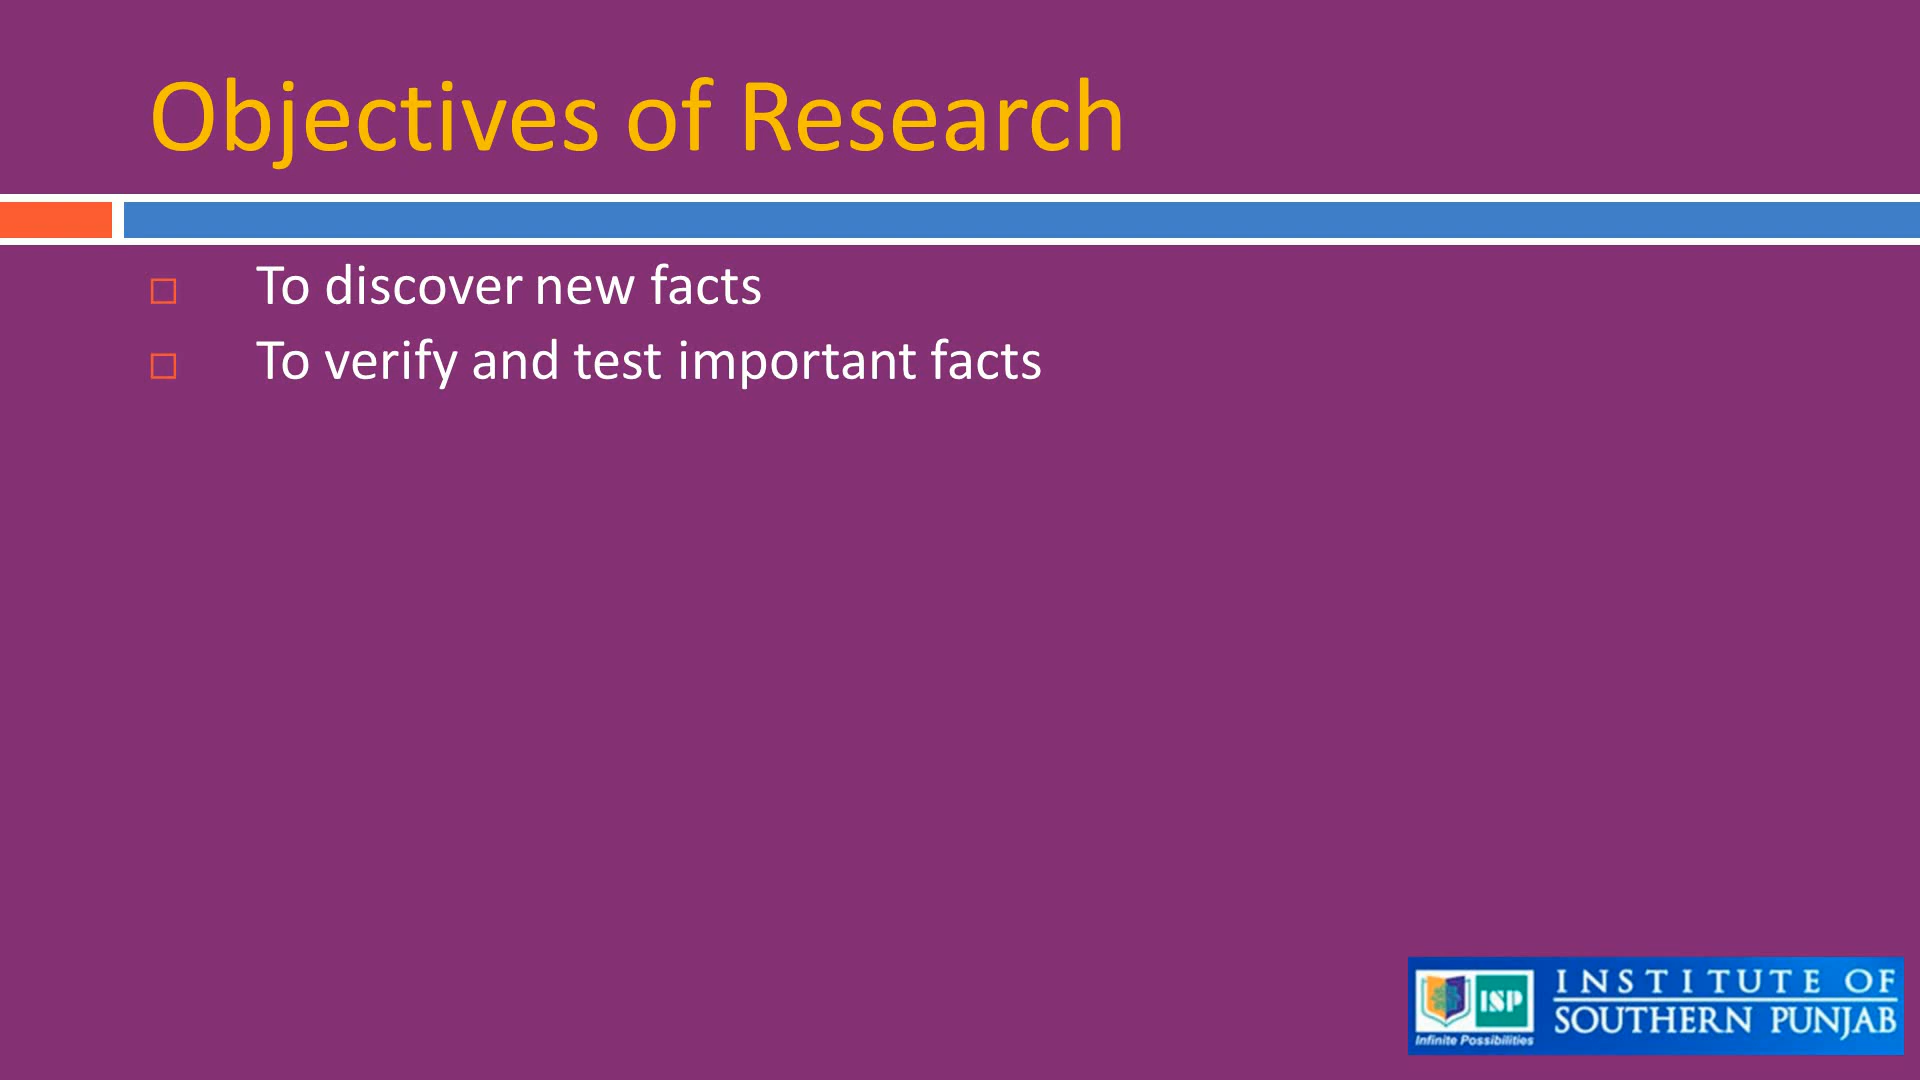 Objectives of Research
To discover new facts
To verify and test important facts
ISP
Infinite Possibilities
INSTITUTE OF
SOUTHERN PUNJAB